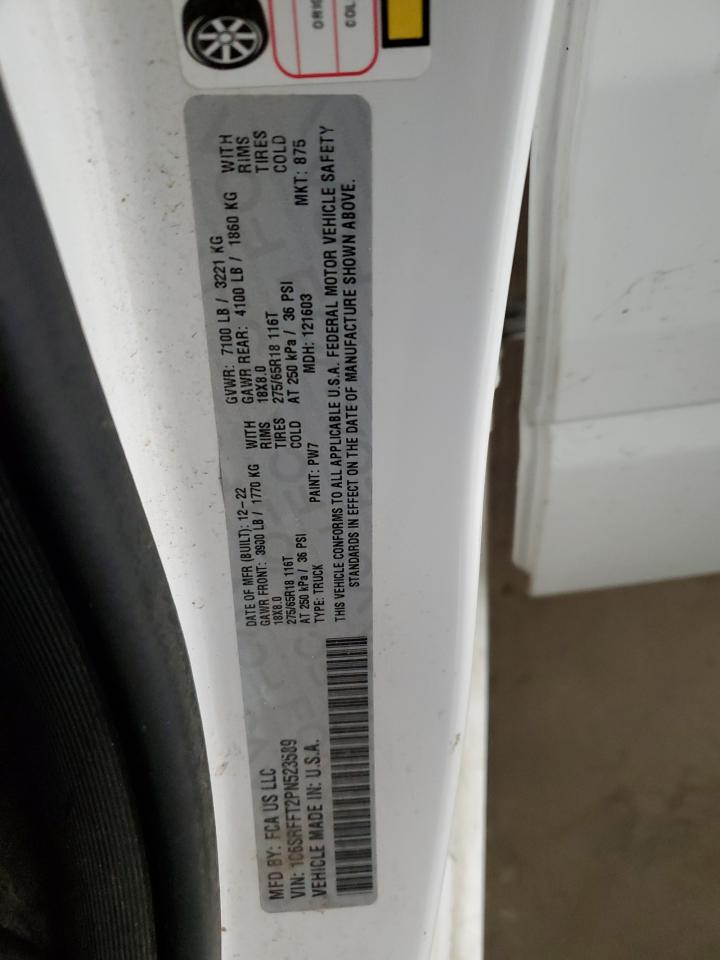 ORIG
COL
MFD BY: FCA US LLC
DATE OF MFR (BUILT): 12-22
GVWR: 7100 LB / 3221 KG
VIN: 1C6SRFFT2PN523589
GAWR FRONT: 3900 LB / 1770 KG WITH
GAWR REAR: 4100 LB / 1860 KG WITH
VEHICLE MADE IN: U.S.A.
18X8.0 RIMS
18X8.0 RIMS
275/65R18 116T TIRES
275/65R18 116T TIRES
AT 250 kPa / 36 PSI COLD
AT 250 kPa / 36 PSI COLD
TYPE: TRUCK PAINT: PW7 MDH: 121603 MKT: 875
THIS VEHICLE CONFORMS TO ALL APPLICABLE U.S.A. FEDERAL MOTOR VEHICLE SAFETY
STANDARDS IN EFFECT ON THE DATE OF MANUFACTURE SHOWN ABOVE.